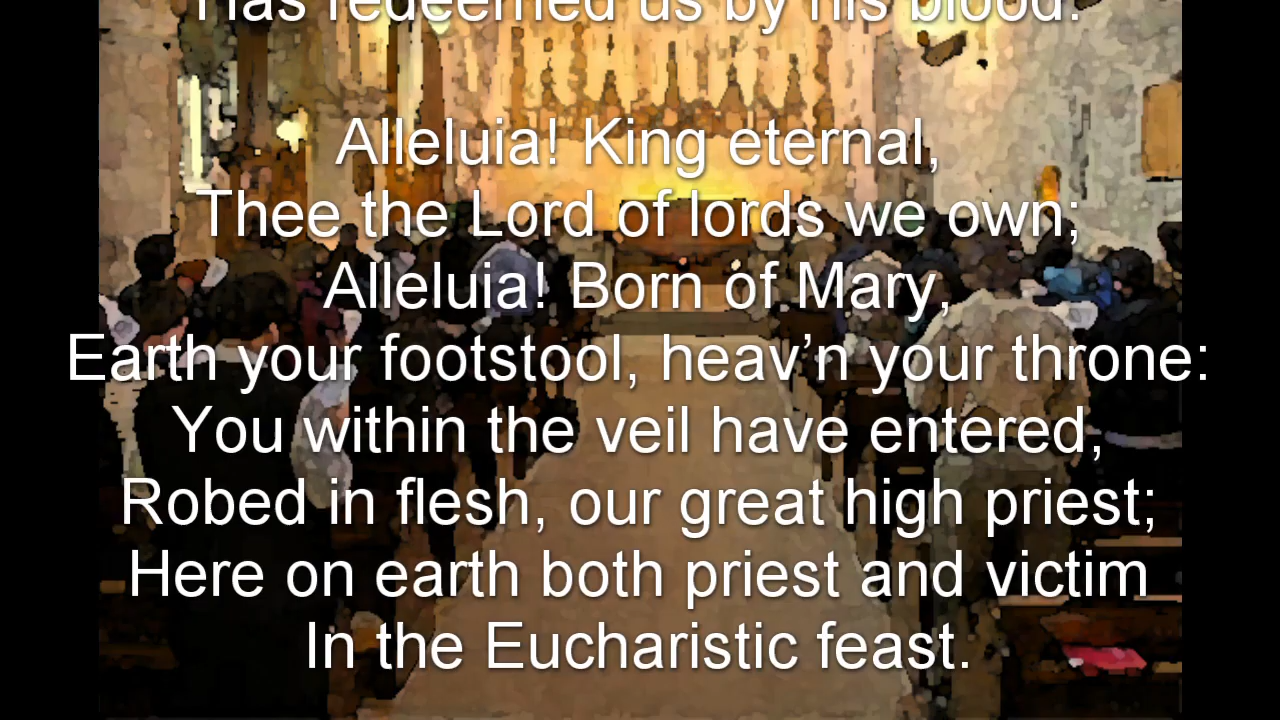 Has redeemed us by his blood.
Alleluia! King eternal,
Thee the Lord of lords we own;
Alleluia! Born of Mary,
Earth your footstool, heav’n your throne:
You within the veil have entered,
Robed in flesh, our great high priest;
Here on earth both priest and victim
In the Eucharistic feast.